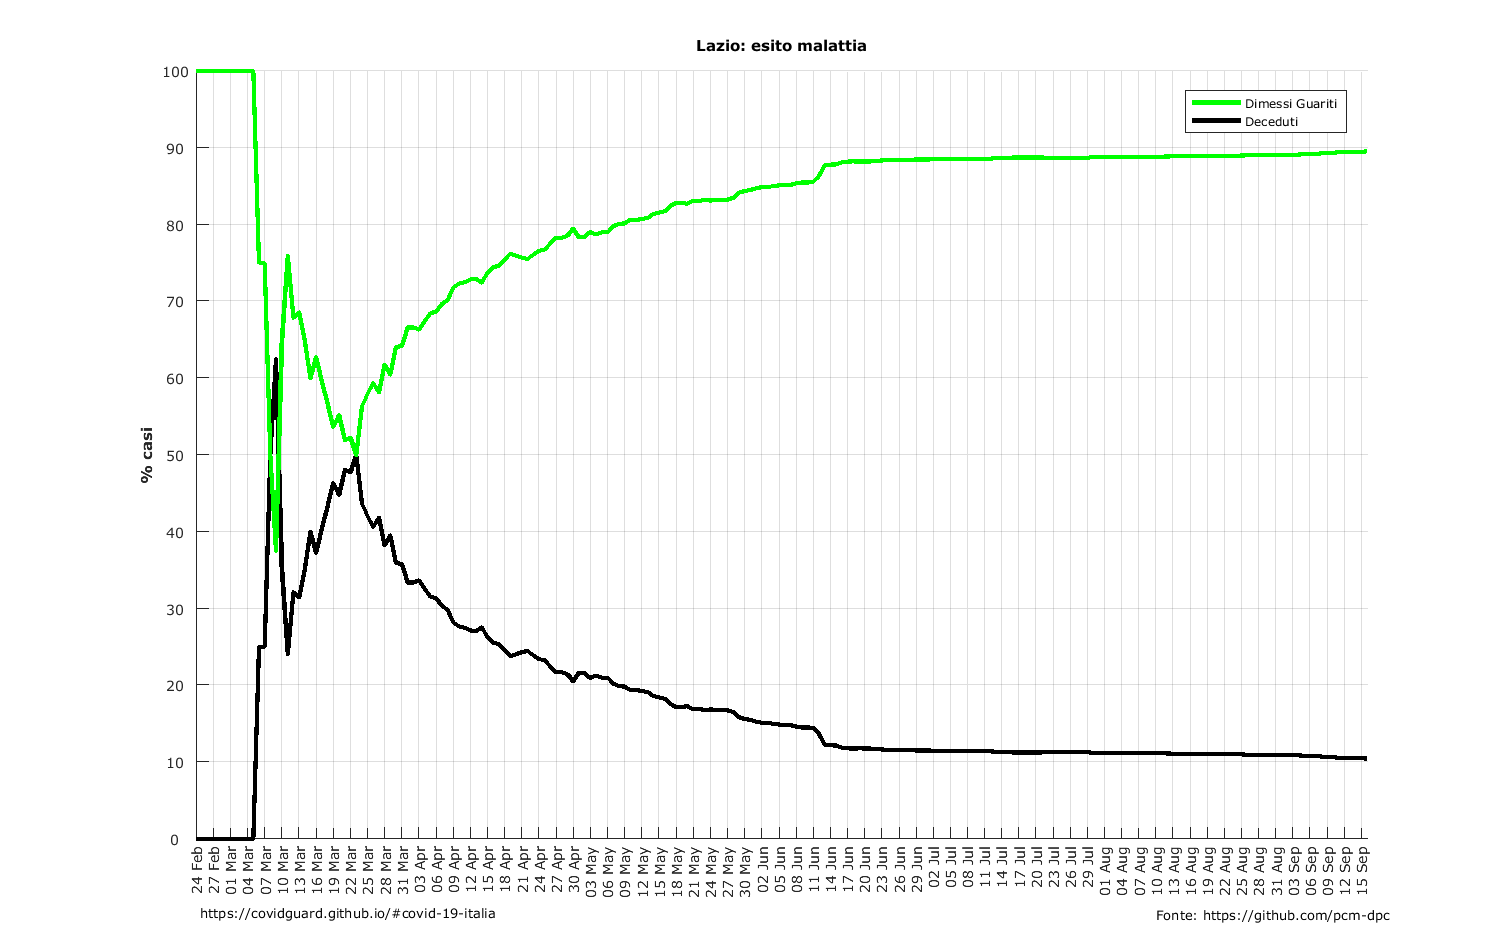 Lazio: esito malattia
Dimessi Guariti
Deceduti
% casi
100
90
80
70
60
50
40
30
20
10
0
24 Feb
27 Feb
01 Mar
04 Mar
07 Mar
10 Mar
13 Mar
16 Mar
19 Mar
22 Mar
25 Mar
28 Mar
31 Mar
03 Apr
06 Apr
09 Apr
12 Apr
15 Apr
18 Apr
21 Apr
24 Apr
27 Apr
30 Apr
03 May
06 May
09 May
12 May
15 May
18 May
21 May
24 May
27 May
30 May
02 Jun
05 Jun
08 Jun
11 Jun
14 Jun
17 Jun
20 Jun
23 Jun
26 Jun
29 Jun
02 Jul
05 Jul
08 Jul
11 Jul
14 Jul
17 Jul
20 Jul
23 Jul
26 Jul
29 Jul
01 Aug
04 Aug
07 Aug
10 Aug
13 Aug
16 Aug
19 Aug
22 Aug
25 Aug
28 Aug
31 Aug
03 Sep
06 Sep
09 Sep
12 Sep
15 Sep
https://covidguard.github.io/#covid-19-italia
Fonte: https://github.com/pcm-dpc